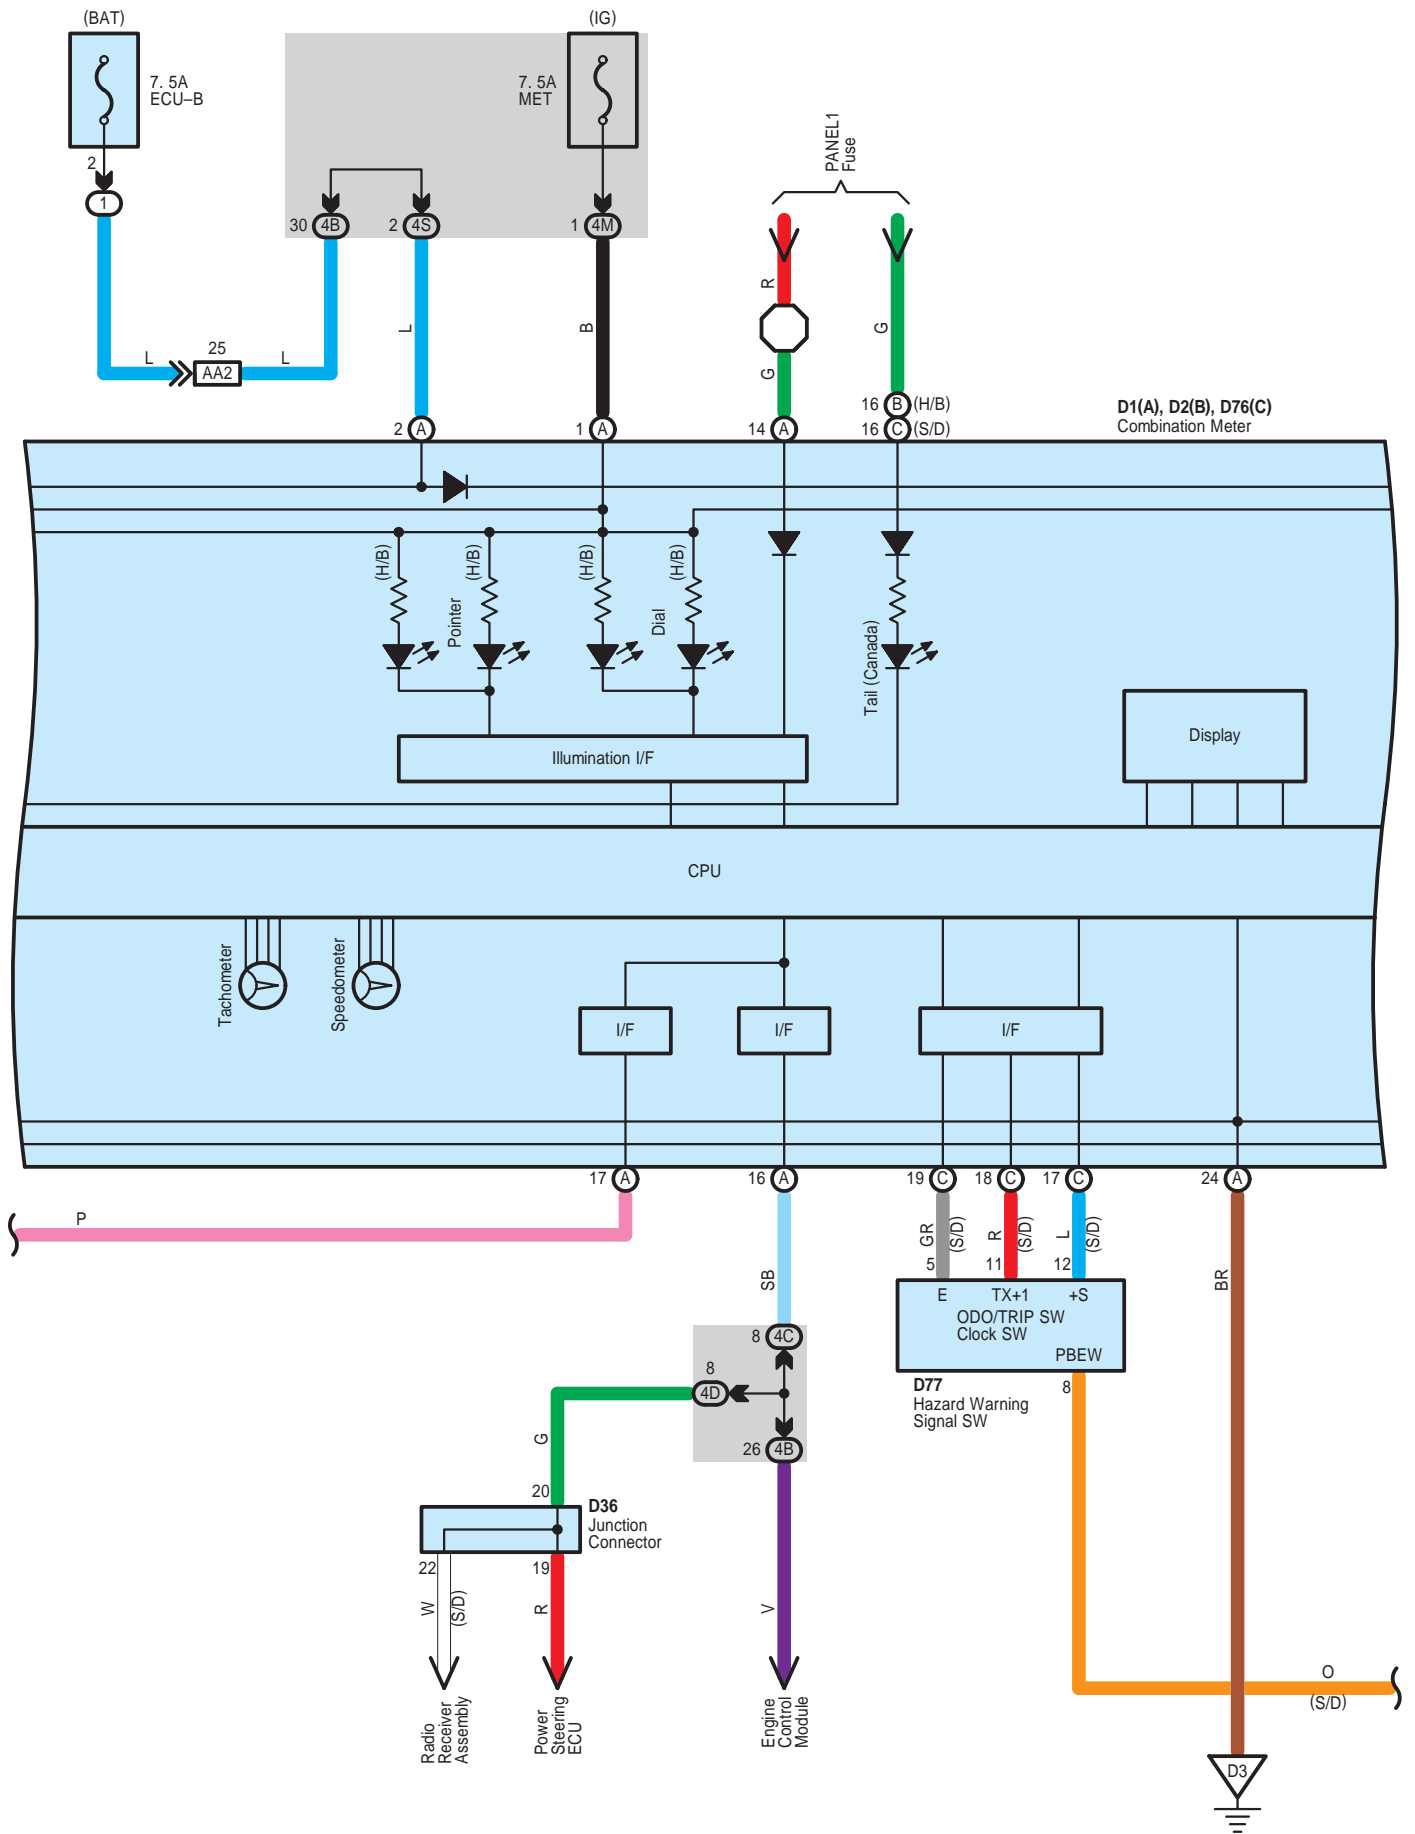 (BAT)
(IG)
7. 5A
ECU–B
7. 5A
MET
PANEL1
Fuse
2
1
30 4B
2 4S
1 4M
R
L
B
G
25
L
AA2
L
G
16 B (H/B)
2 A
1 A
14 A
16 C (S/D)
D1(A), D2(B), D76(C)
Combination Meter
(H/B)
(H/B)
(H/B)
(H/B)
Pointer
Dial
Tail (Canada)
Display
Illumination I/F
CPU
Tachometer
Speedometer
I/F
I/F
I/F
17 A
16 A
19 C
18 C
17 C
24 A
P
GR
(S/D)
R
(S/D)
L
(S/D)
SB
BR
5
11
12
E
TX+1
+S
ODO/TRIP SW
Clock SW
PBEW
8 4C
8
4D
26 4B
D77
Hazard Warning
Signal SW
8
G
20
D36
Junction
Connector
22
19
W
(S/D)
R
V
O
(S/D)
Radio
Receiver
Assembly
Power
Steering
ECU
Engine
Control
Module
D3